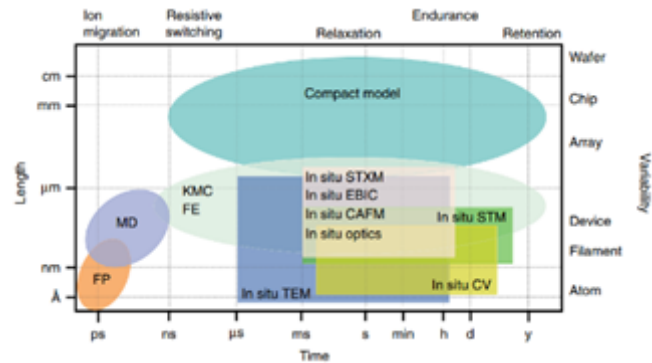 Ion
migration
Resistive
switching
Relaxation
Endurance
Retention
Wafer
Chip
Array
Device
Filament
Atom
Variability
Length
cm
mm
μm
nm
Å
Compact model
KMC
FE
MD
FP
In situ STXM
In situ EBIC
In situ CAFM
In situ optics
In situ STM
In situ CV
In situ TEM
ps
ns
μs
ms
s
min
h
d
y
Time